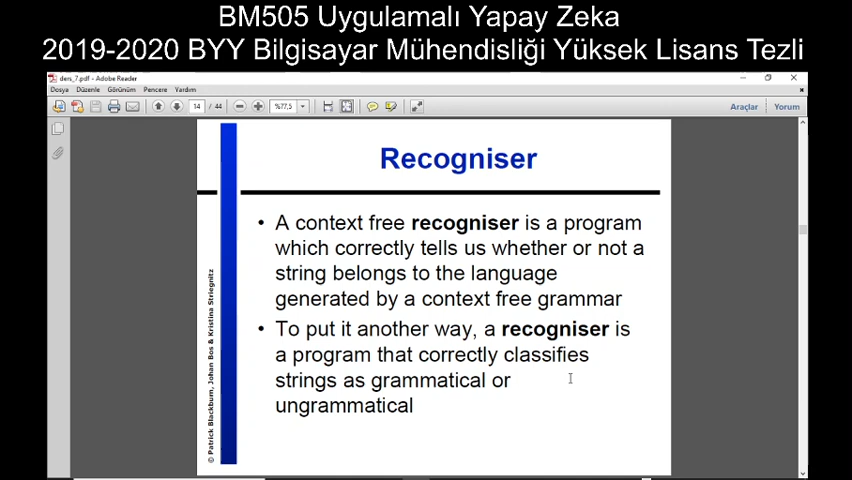 BM505 Uygulamalı Yapay Zeka
2019-2020 BYY Bilgisayar Mühendisliği Yüksek Lisans Tezli
ders_7.pdf - Adobe Reader
Dosya Düzenle Görünüm Pencere Yardım
14 / 44 %77,5 Araçlar Yorum
Recogniser
• A context free recogniser is a program
which correctly tells us whether or not a
string belongs to the language
generated by a context free grammar
• To put it another way, a recogniser is
a program that correctly classifies
strings as grammatical or
ungrammatical
© Patrick Blackburn, Johan Bos & Kristina Striegnitz